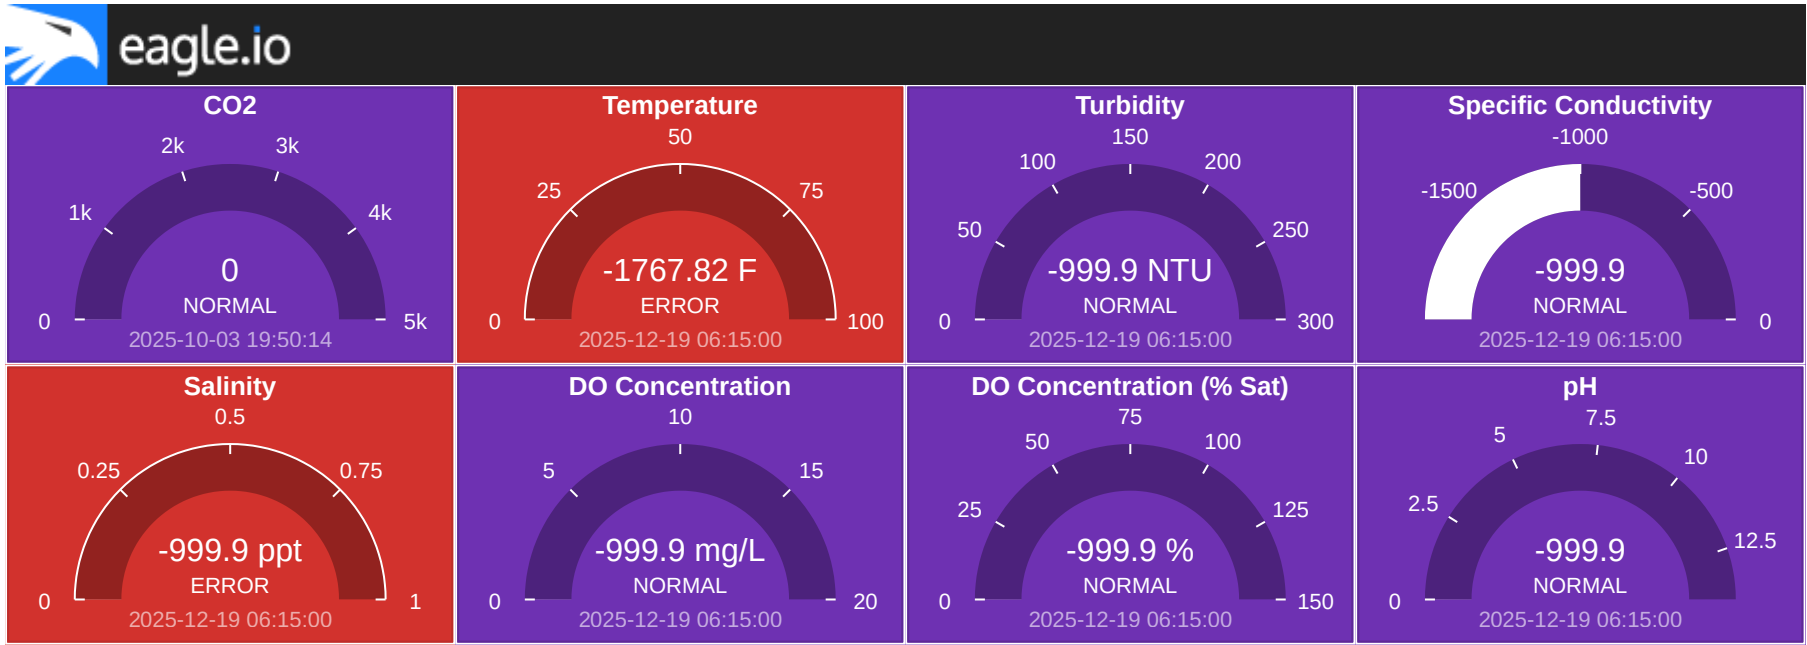 eagle.io
CO2
2k 3k
1k 4k
0
NORMAL
0 5k
2025-10-03 19:50:14
Temperature
50
25 75
-1767.82 F
ERROR
0 100
2025-12-19 06:15:00
Turbidity
150
100 200
50 250
-999.9 NTU
NORMAL
0 300
2025-12-19 06:15:00
Specific Conductivity
-1000
-1500 -500
-999.9
NORMAL
0
2025-12-19 06:15:00
Salinity
0.5
0.25 0.75
-999.9 ppt
ERROR
0 1
2025-12-19 06:15:00
DO Concentration
10
5 15
-999.9 mg/L
NORMAL
0 20
2025-12-19 06:15:00
DO Concentration (% Sat)
75
50 100
25 125
-999.9 %
NORMAL
0 150
2025-12-19 06:15:00
pH
7.5
5 10
2.5 12.5
-999.9
NORMAL
0
2025-12-19 06:15:00